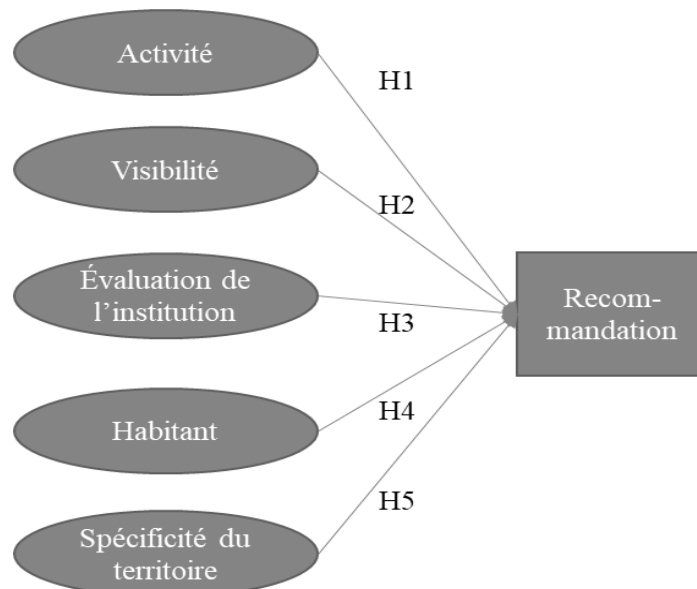 Activité
H1
Visibilité
H2
Évaluation de
l’institution
H3
Recom-
mandation
Habitant
H4
H5
Spécificité du
territoire